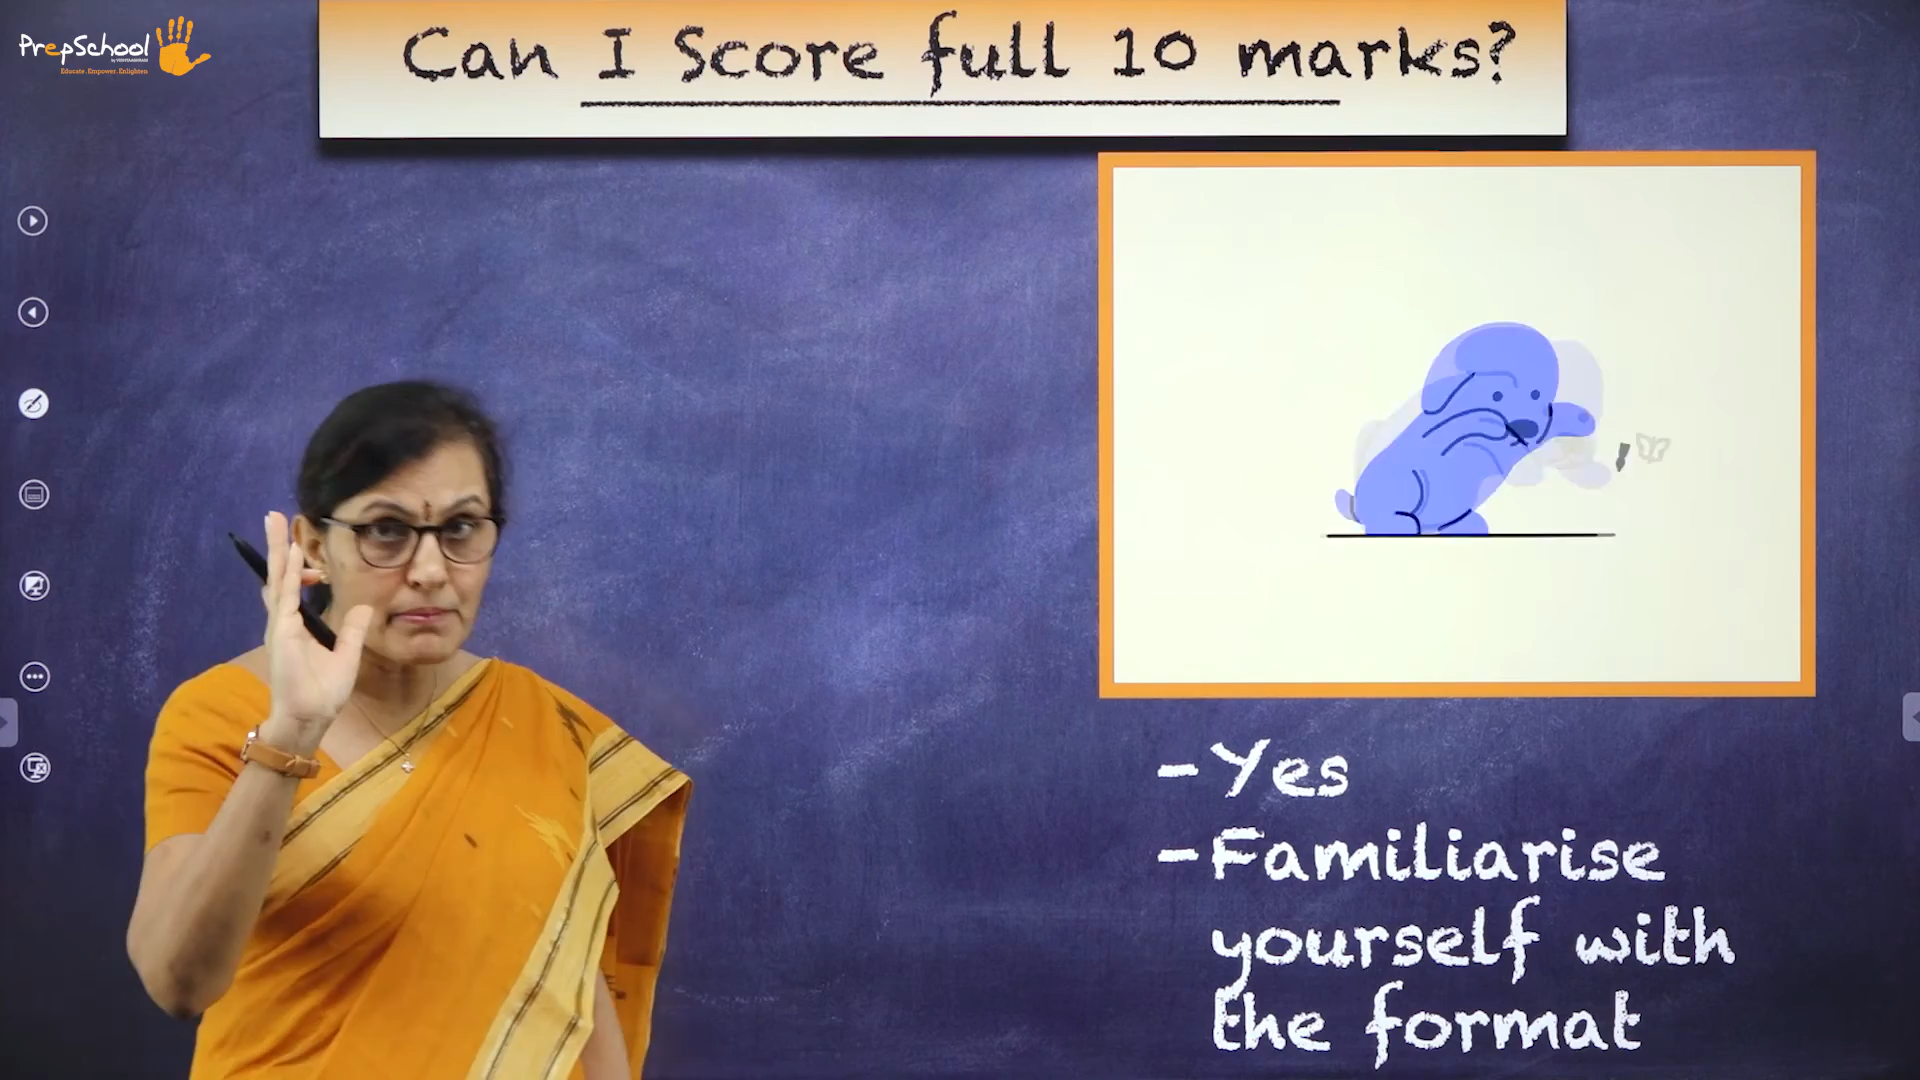 PrepSchool
Educate. Empower. Enlighten
Can I Score full 10 marks?
- Yes
- Familiarise
yourself with
the format